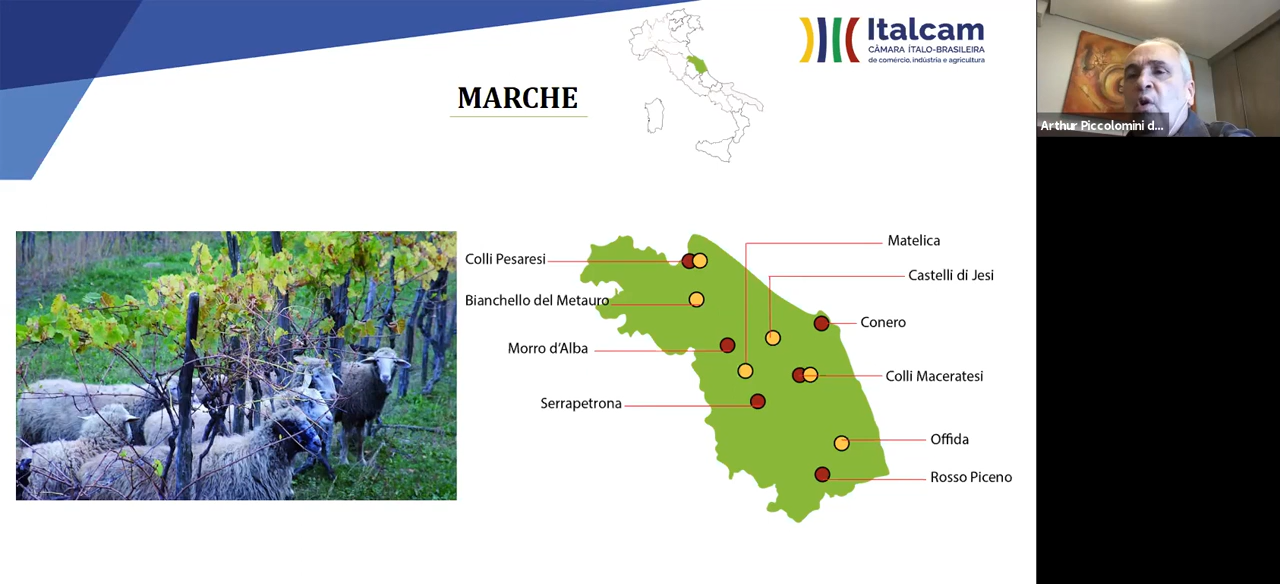 Italcam
CÂMARA ÍTALO-BRASILEIRA
de comércio, indústria e agricultura
MARCHE
Arthur Piccolomini d...
Matelica
Colli Pesaresi
Castelli di Jesi
Bianchello del Metauro
Conero
Morro d'Alba
Colli Maceratesi
Serrapetrona
Offida
Rosso Piceno